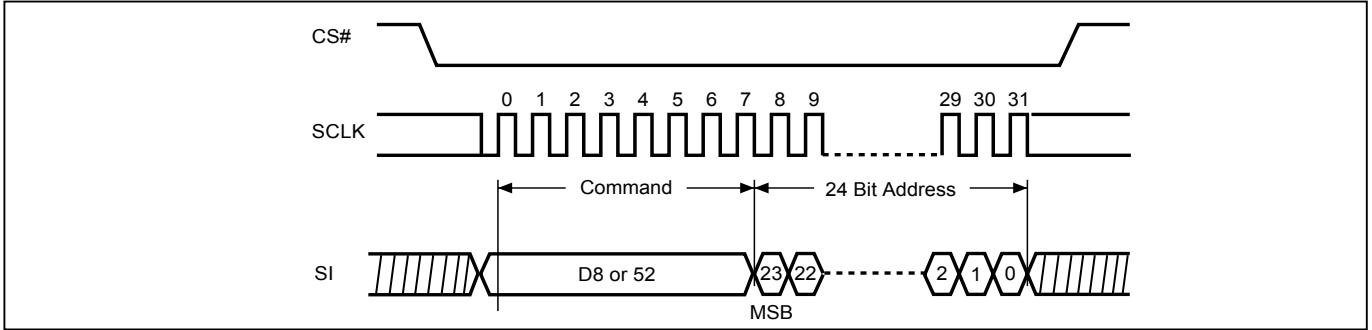 CS#
0 1 2 3 4 5 6 7 8 9 29 30 31
SCLK
Command 24 Bit Address
SI D8 or 52 23 22 2 1 0
MSB